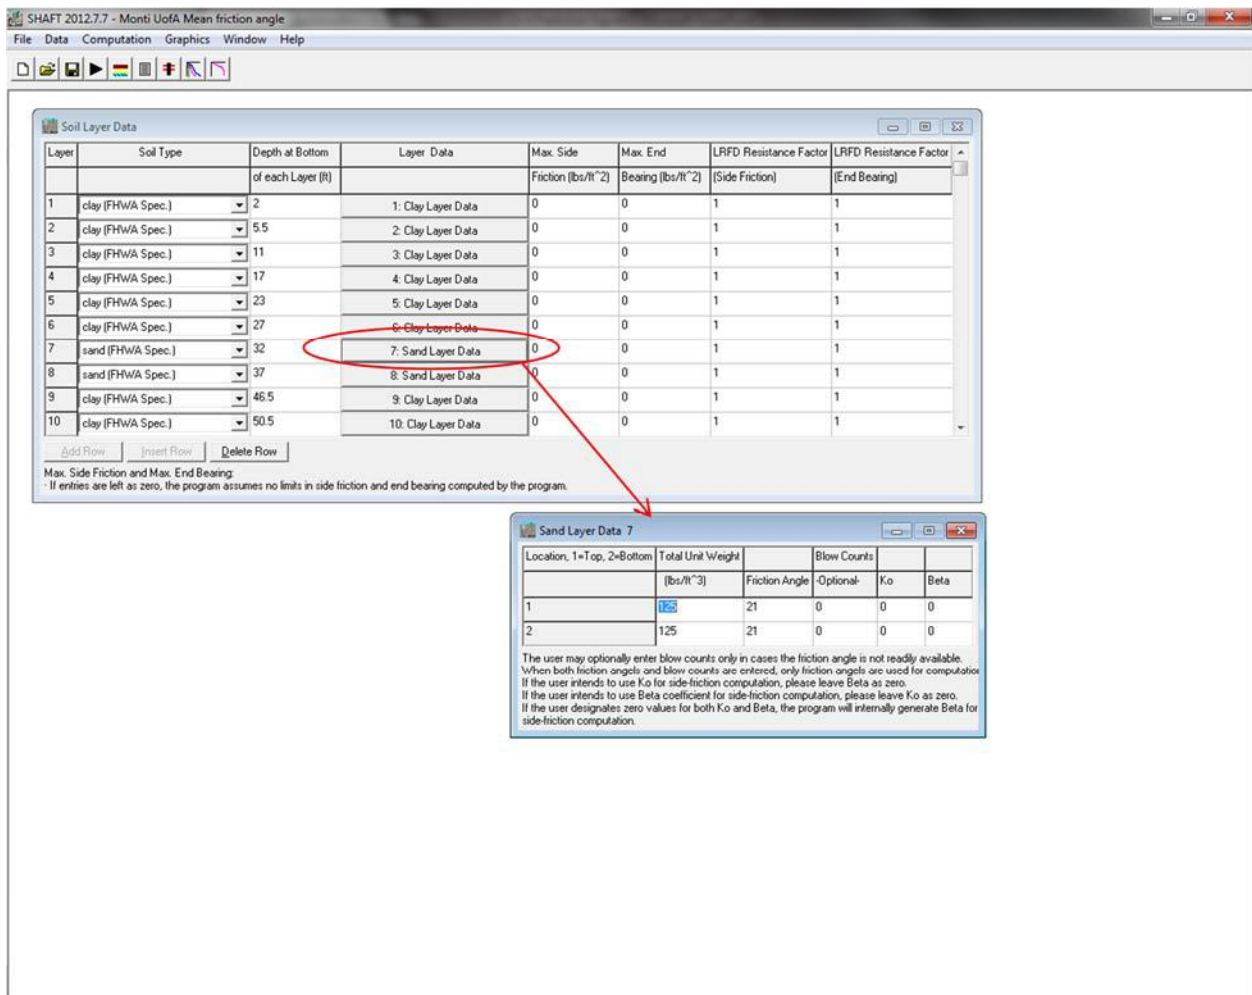 SHAFT 2012.7.7 - Monti UofA Mean friction angle
File Data Computation Graphics Window Help
Soil Layer Data
Layer Soil Type Depth at Bottom Layer Data Max. Side Max. End LRFD Resistance Factor LRFD Resistance Factor
of each Layer (ft) Friction (lbs/ft^2) Bearing (lbs/ft^2) (Side Friction) (End Bearing)
1 clay (FHWA Spec.) 2 1: Clay Layer Data 0 0 1 1
2 clay (FHWA Spec.) 5.5 2: Clay Layer Data 0 0 1 1
3 clay (FHWA Spec.) 11 3: Clay Layer Data 0 0 1 1
4 clay (FHWA Spec.) 17 4: Clay Layer Data 0 0 1 1
5 clay (FHWA Spec.) 23 5: Clay Layer Data 0 0 1 1
6 clay (FHWA Spec.) 27 6: Clay Layer Data 0 0 1 1
7 sand (FHWA Spec.) 32 7: Sand Layer Data 0 0 1 1
8 sand (FHWA Spec.) 37 8: Sand Layer Data 0 0 1 1
9 clay (FHWA Spec.) 46.5 9: Clay Layer Data 0 0 1 1
10 clay (FHWA Spec.) 50.5 10: Clay Layer Data 0 0 1 1
Add Row Insert Row Delete Row
Max. Side Friction and Max. End Bearing:
- If entries are left as zero, the program assumes no limits in side friction and end bearing computed by the program.
Sand Layer Data 7
Location, 1=Top, 2=Bottom Total Unit Weight Blow Counts
(lbs/ft^3) Friction Angle -Optional- Ko Beta
1 125 21 0 0 0
2 125 21 0 0 0
The user may optionally enter blow counts only in cases the friction angle is not readily available.
When both friction angels and blow counts are entered, only friction angels are used for computation
If the user intends to use Ko for side-friction computation, please leave Beta as zero.
If the user intends to use Beta coefficient for side-friction computation, please leave Ko as zero.
If the user designates zero values for both Ko and Beta, the program will internally generate Beta for
side-friction computation.